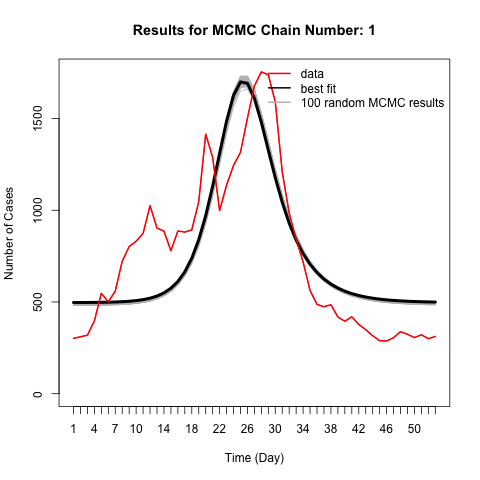 Results for MCMC Chain Number: 1
data
best fit
100 random MCMC results
Number of Cases
1500
1000
500
0
1 4 7 10 14 18 22 26 30 34 38 42 46 50
Time (Day)